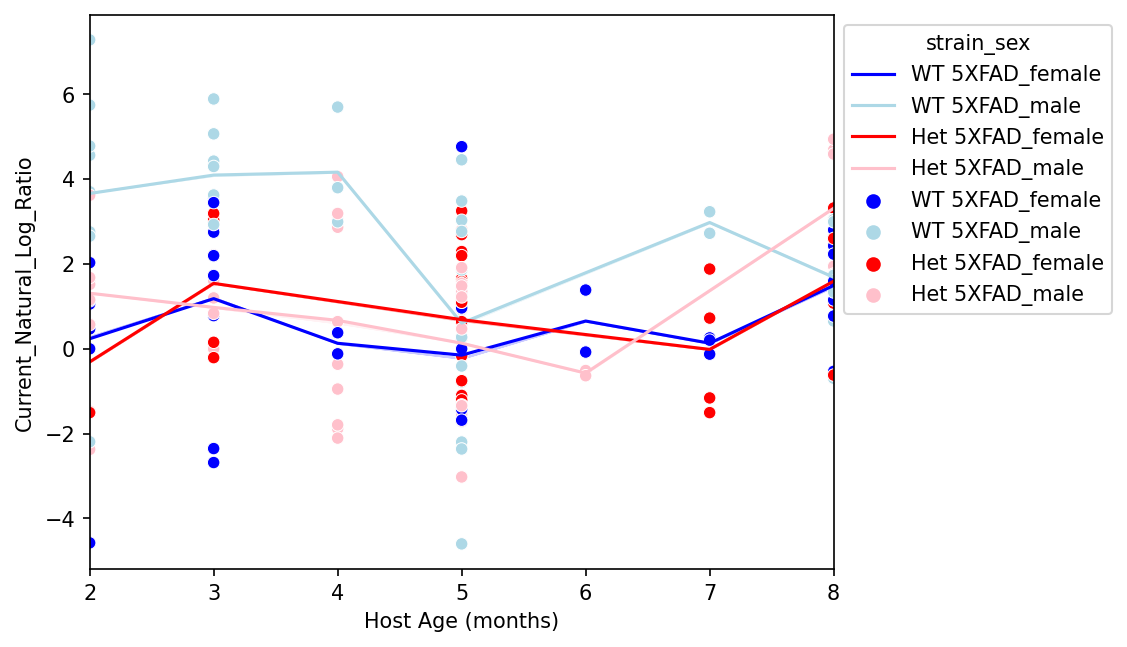 Current_Natural_Log_Ratio
6
4
2
0
−2
−4
2 3 4 5 6 7 8
Host Age (months)
strain_sex
WT 5XFAD_female
WT 5XFAD_male
Het 5XFAD_female
Het 5XFAD_male
WT 5XFAD_female
WT 5XFAD_male
Het 5XFAD_female
Het 5XFAD_male